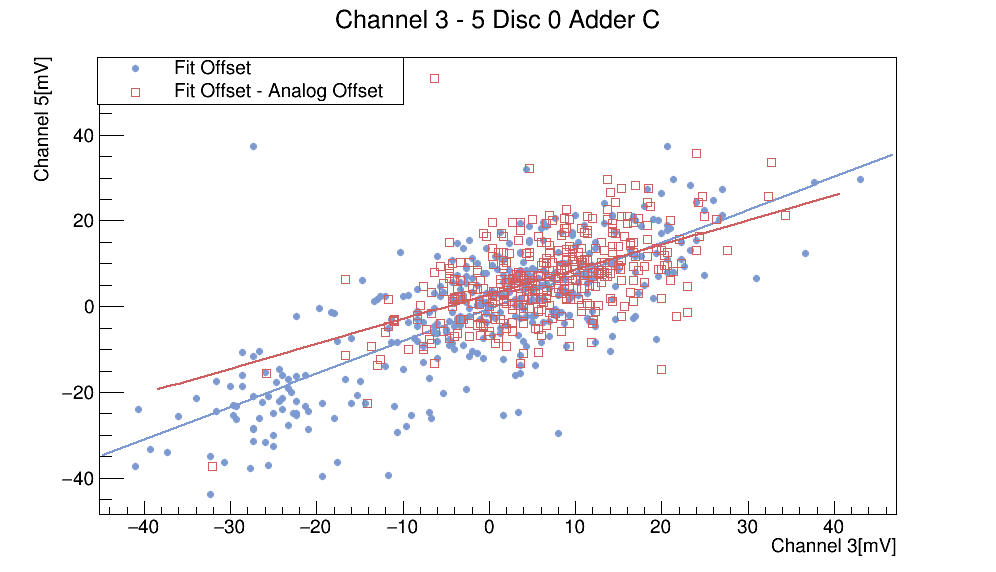 Channel 3 - 5 Disc 0 Adder C
Channel 5[mV]
Fit Offset
Fit Offset - Analog Offset
40
20
0
−20
−40
−40 −30 −20 −10 0 10 20 30 40
Channel 3[mV]